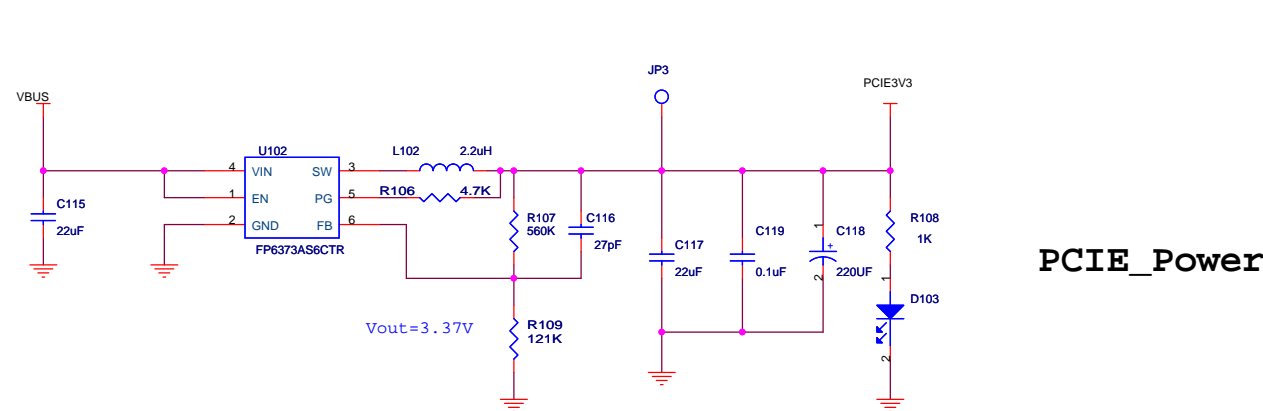 JP3
VBUS
PCIE3V3
U102
L102
2.2uH
4
VIN
SW
3
1
EN
PG
5
R106
4.7K
2
GND
FB
6
FP6373AS6CTR
C115
22uF
R107
560K
C116
27pF
C117
22uF
C119
0.1uF
1
+
C118
220UF
2
R108
1K
1
D103
2
PCIE_Power
Vout=3.37V
R109
121K